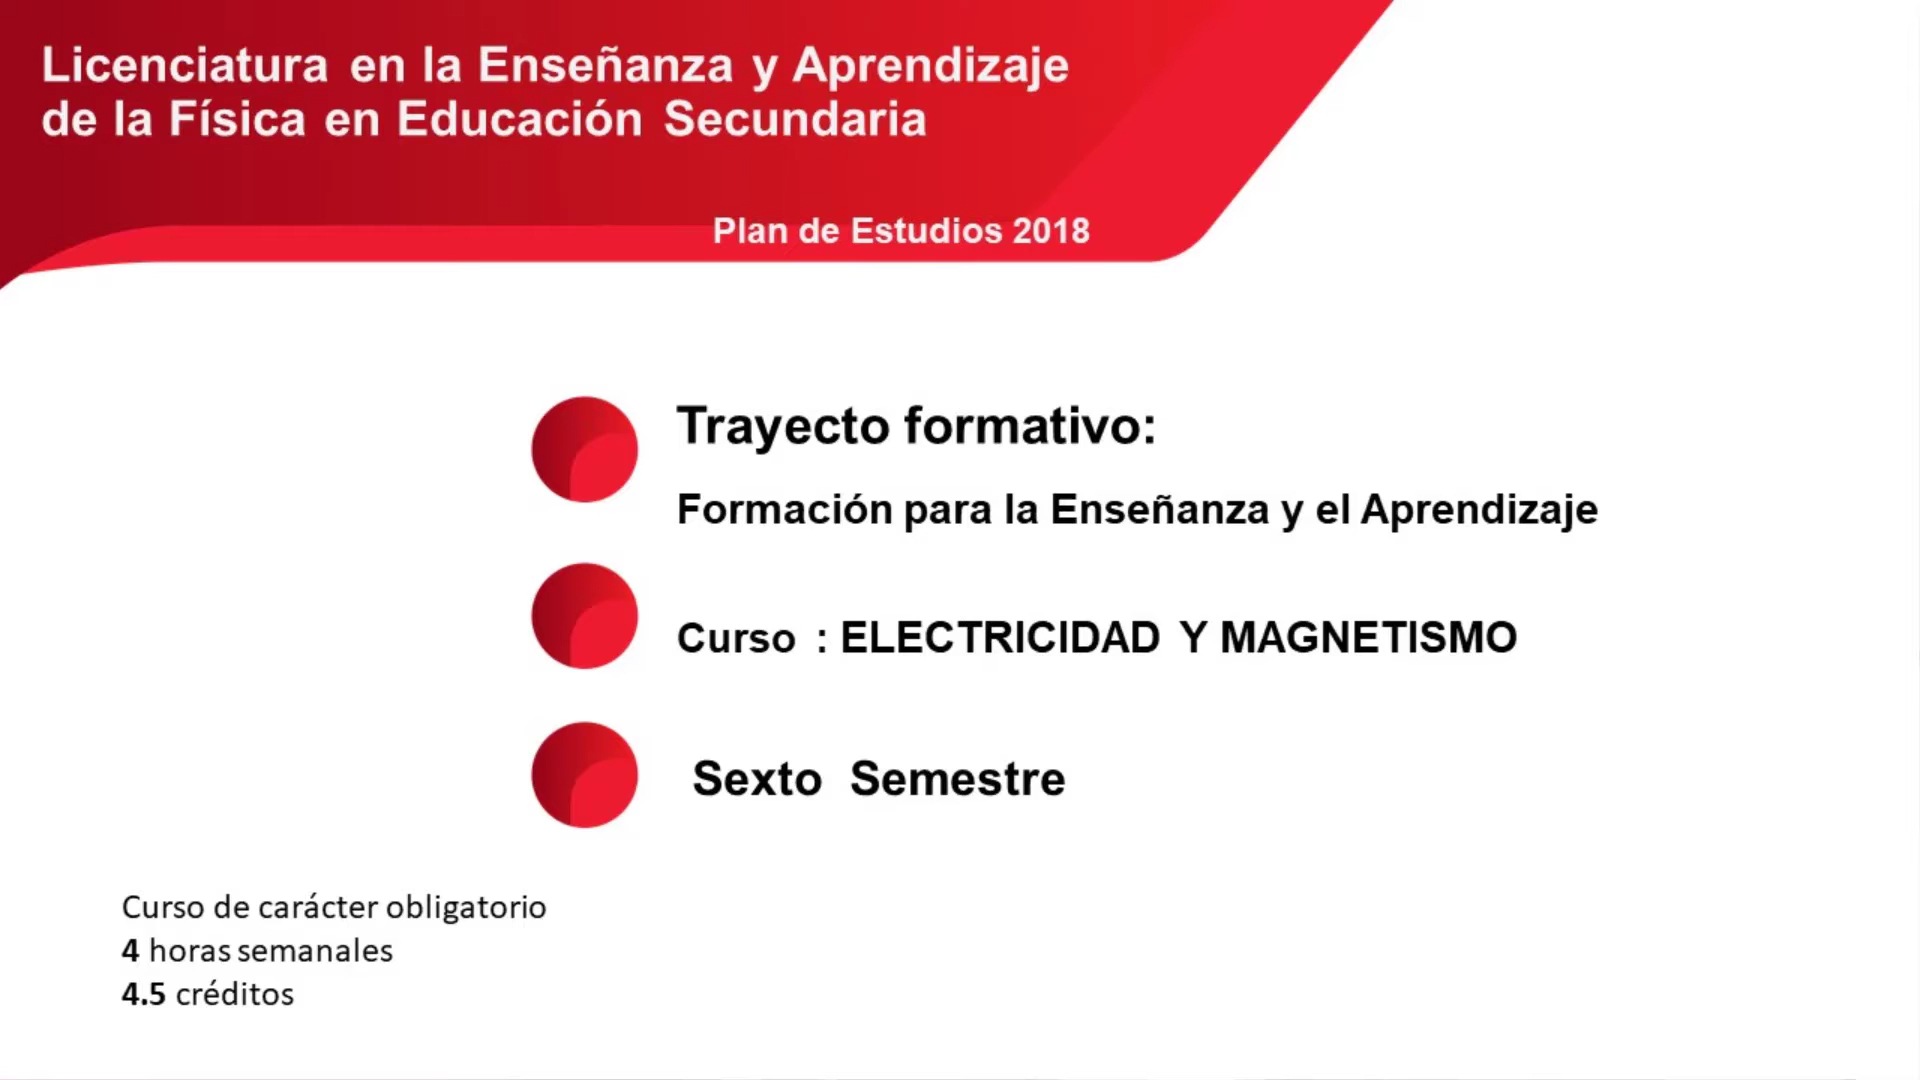 Licenciatura en la Enseñanza y Aprendizaje
de la Física en Educación Secundaria
Plan de Estudios 2018
Trayecto formativo:
Formación para la Enseñanza y el Aprendizaje
Curso : ELECTRICIDAD Y MAGNETISMO
Sexto Semestre
Curso de carácter obligatorio
4 horas semanales
4.5 créditos